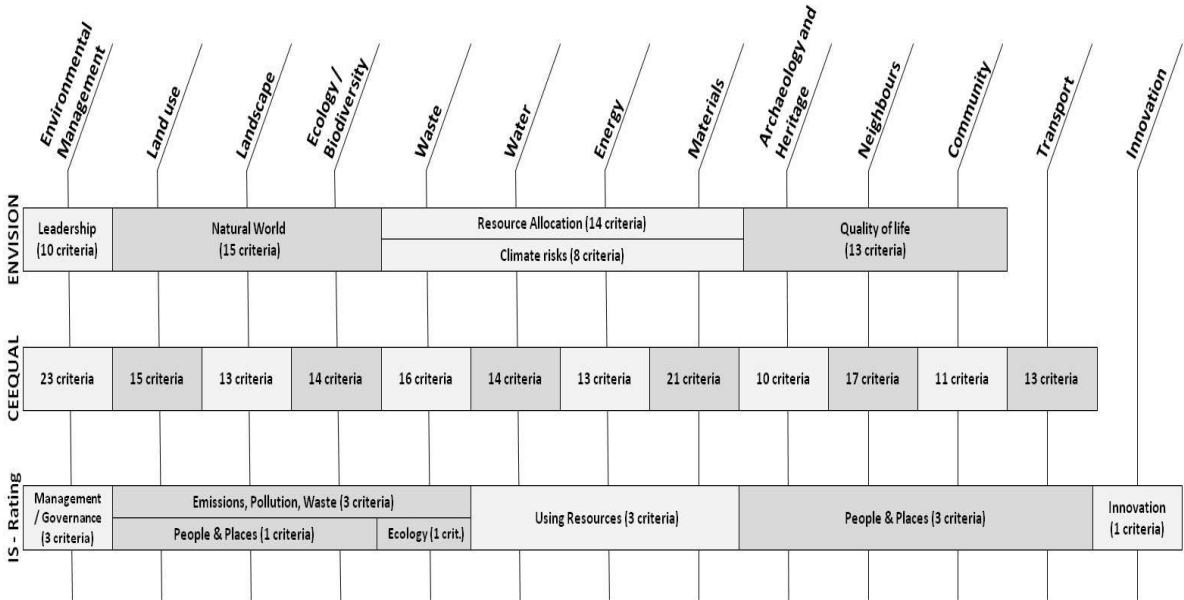 Environmental
Management
Land use
Landscape
Ecology /
Biodiversity
Waste
Water
Energy
Materials
Archaeology and
Heritage
Neighbours
Community
Transport
Innovation
ENVISION
Leadership
(10 criteria)
Natural World
(15 criteria)
Resource Allocation (14 criteria)
Climate risks (8 criteria)
Quality of life
(13 criteria)
CEEQUAL
23 criteria
15 criteria
13 criteria
14 criteria
16 criteria
14 criteria
13 criteria
21 criteria
10 criteria
17 criteria
11 criteria
13 criteria
IS - Rating
Management
/ Governance
(3 criteria)
Emissions, Pollution, Waste (3 criteria)
People & Places (1 criteria)
Ecology (1 crit.)
Using Resources (3 criteria)
People & Places (3 criteria)
Innovation
(1 criteria)